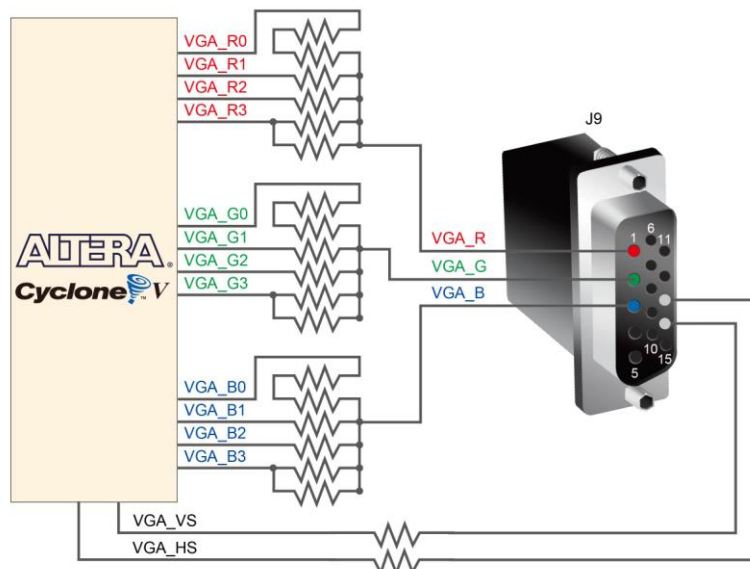 VGA_R0
VGA_R1
VGA_R2
VGA_R3
J9
VGA_G0
VGA_G1
VGA_G2
VGA_G3
ALTERA®
Cyclone™ V
VGA_R
VGA_G
VGA_B
1
6
11
5
10
15
VGA_B0
VGA_B1
VGA_B2
VGA_B3
VGA_VS
VGA_HS